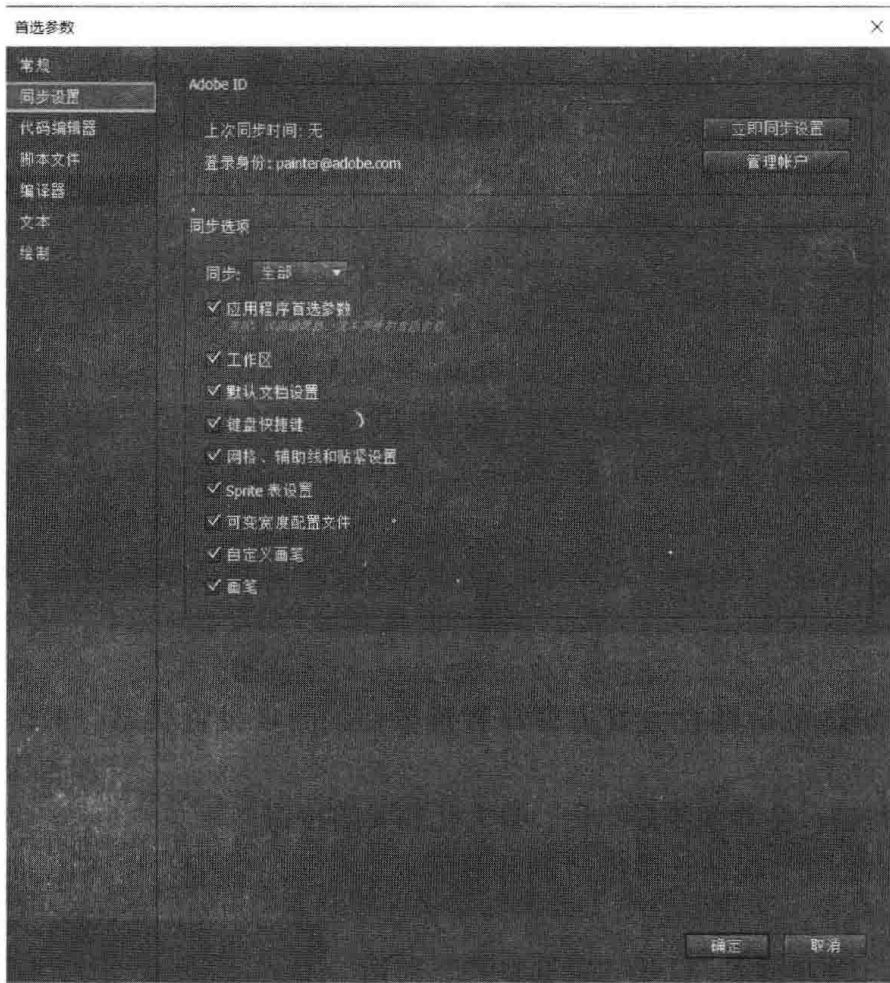 首选参数
常规
同步设置
代码编辑器
脚本文件
编译器
文本
绘制
Adobe ID
上次同步时间: 无
立即同步设置
登录身份: painter@adobe.com
管理帐户
同步选项
同步: 全部
应用程序首选参数
工作区
默认文档设置
键盘快捷键
网格、辅助线和贴紧设置
Sprite 表设置
可变宽度配置文件
自定义画笔
画笔
确定
取消